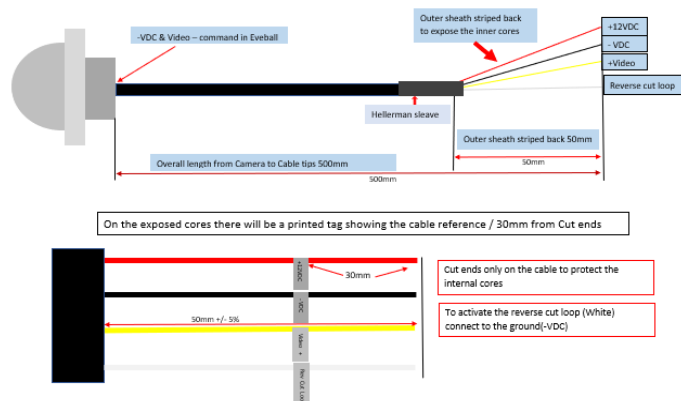 -VDC & Video – command in Eveball
Outer sheath striped back
to expose the inner cores
+12VDC
- VDC
+Video
Reverse cut loop
Hellerman sleave
Outer sheath striped back 50mm
Overall length from Camera to Cable tips 500mm
50mm
500mm
On the exposed cores there will be a printed tag showing the cable reference / 30mm from Cut ends
+12VDC
30mm
Cut ends only on the cable to protect the
internal cores
- VDC
50mm +/- 5%
To activate the reverse cut loop (White)
connect to the ground(-VDC)
Video +
Rev Cut Loop